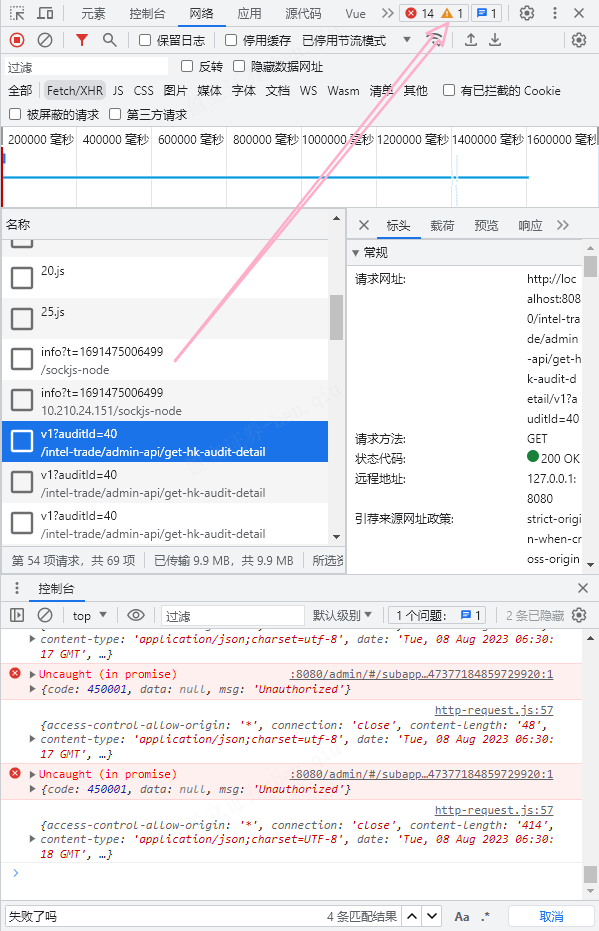 元素 控制台 网络 应用 源代码 Vue 14 1 1
保留日志 停用缓存 已停用节流模式
过滤 反转 隐藏数据网址
全部 Fetch/XHR JS CSS 图片 媒体 字体 文档 WS Wasm 清单 其他 有已拦截的 Cookie
被屏蔽的请求 第三方请求
200000 毫秒 400000 毫秒 600000 毫秒 800000 毫秒 1000000 毫秒 1200000 毫秒 1400000 毫秒 1600000 毫秒
名称
20.js
25.js
info?t=1691475006499
/sockjs-node
info?t=1691475006499
10.210.24.151/sockjs-node
v1?auditId=40
/intel-trade/admin-api/get-hk-audit-detail
v1?auditId=40
/intel-trade/admin-api/get-hk-audit-detail
v1?auditId=40
/intel-trade/admin-api/get-hk-audit-detail
第 54 项请求，共 69 项 已传输 9.9 MB，共 9.9 MB 所选资
标头 载荷 预览 响应
常规
请求网址: http://loc
alhost:808
0/intel-tra
de/admin
-api/get-h
k-audit-d
etail/v1?a
uditId=40
请求方法: GET
状态代码: 200 OK
远程地址: 127.0.0.1:
8080
引荐来源网址政策: strict-origi
n-when-cr
oss-origin
控制台
top 过滤 默认级别 1 个问题: 1 2 条已隐藏
content-type: 'application/json;charset=utf-8', date: 'Tue, 08 Aug 2023 06:30:
17 GMT', …}
Uncaught (in promise) :8080/admin/#/subapp…47377184859729920:1
{code: 450001, data: null, msg: 'Unauthorized'}
http-request.js:57
{access-control-allow-origin: '*', connection: 'close', content-length: '48',
content-type: 'application/json;charset=utf-8', date: 'Tue, 08 Aug 2023 06:30:
17 GMT', …}
Uncaught (in promise) :8080/admin/#/subapp…47377184859729920:1
{code: 450001, data: null, msg: 'Unauthorized'}
http-request.js:57
{access-control-allow-origin: '*', connection: 'close', content-length: '414',
content-type: 'application/json;charset=UTF-8', date: 'Tue, 08 Aug 2023 06:30:
18 GMT', …}
失败了吗 4 条匹配结果 Aa .* 取消